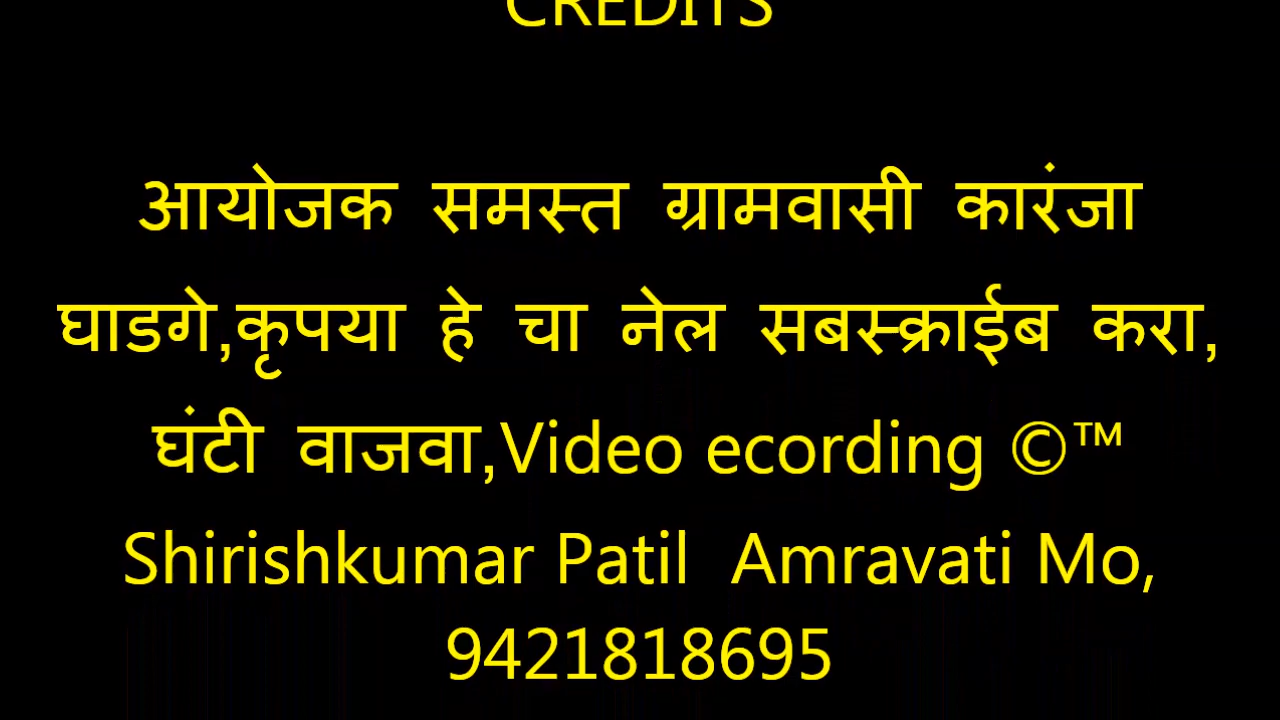 CREDITS
आयोजक समस्त ग्रामवासी कारंजा
घाडगे,कृपया हे चा नेल सबस्क्राईब करा,
घंटी वाजवा,Video ecording ©™
Shirishkumar Patil Amravati Mo,
9421818695